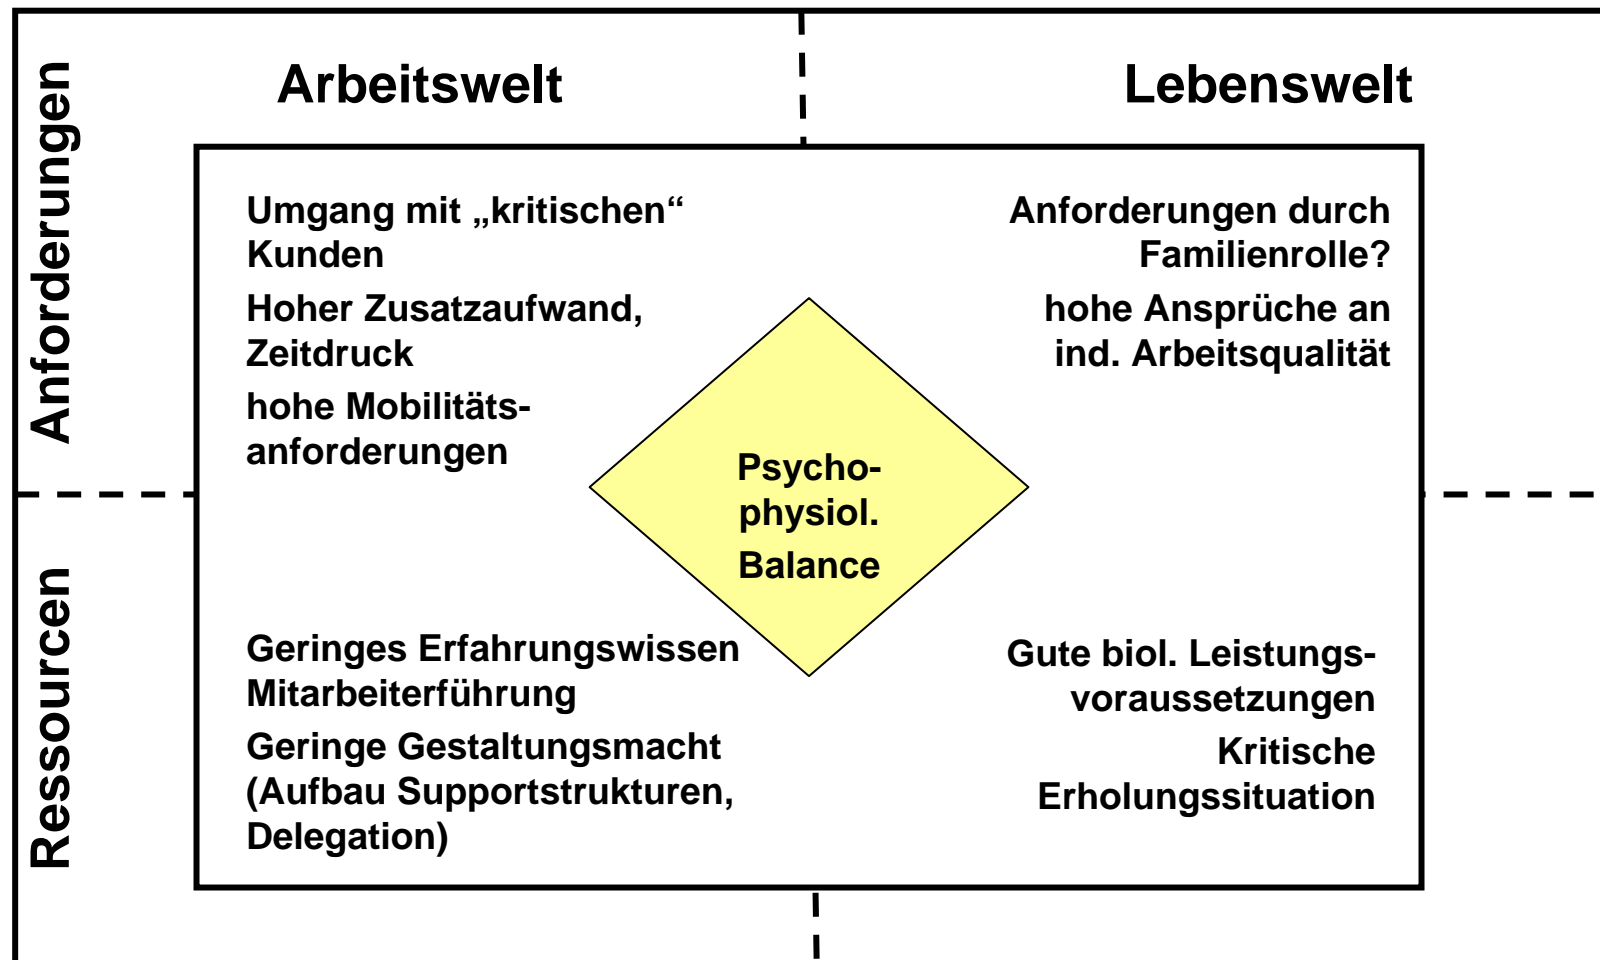 Arbeitswelt
Lebenswelt
Anforderungen
Umgang mit „kritischen“
Kunden
Hoher Zusatzaufwand,
Zeitdruck
hohe Mobilitäts-
anforderungen
Anforderungen durch
Familienrolle?
hohe Ansprüche an
ind. Arbeitsqualität
Psycho-
physiol.
Balance
Ressourcen
Geringes Erfahrungswissen
Mitarbeiterführung
Geringe Gestaltungsmacht
(Aufbau Supportstrukturen,
Delegation)
Gute biol. Leistungs-
voraussetzungen
Kritische
Erholungssituation